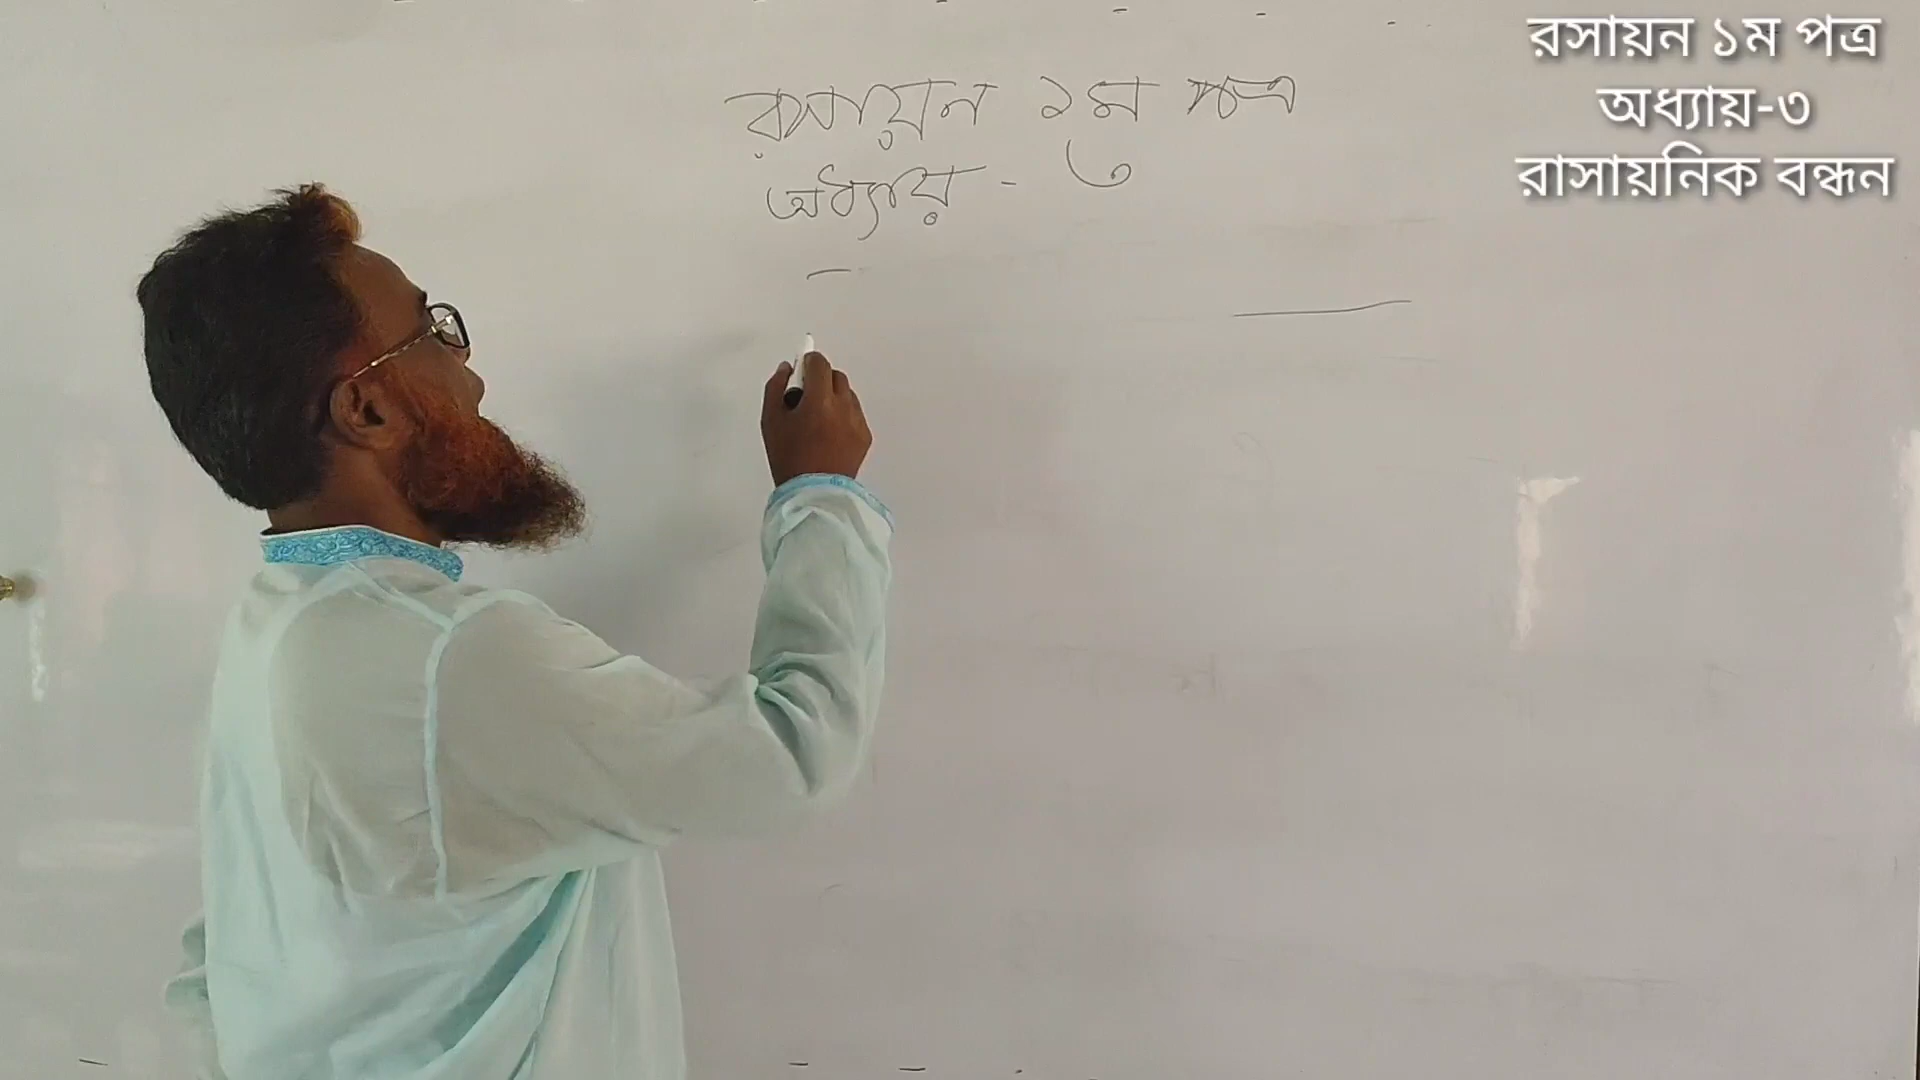 রসায়ন ১ম পত্র
অধ্যায় - ৩
রসায়ন ১ম পত্র
অধ্যায়-৩
রাসায়নিক বন্ধন